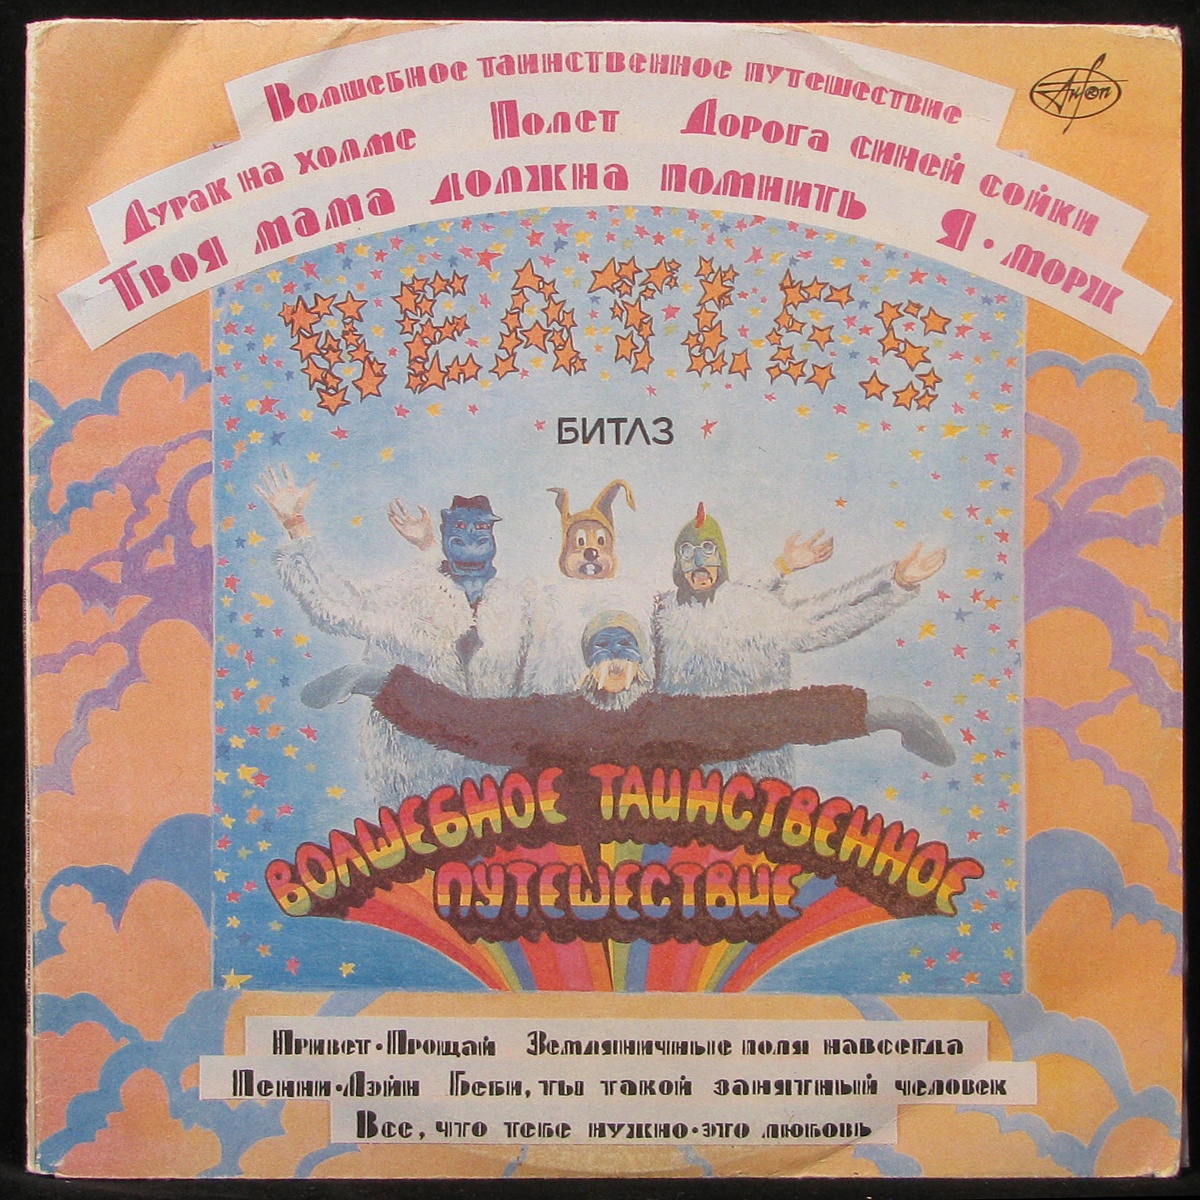 Волшебное таинственное путешествие
Антроп
Дурак на холме Полет Дорога синей сойки
Твоя мама должна помнить Я · морж
BEATLES
БИТЛЗ
ВОЛШЕБНОЕ ТАИНСТВЕННОЕ
ПУТЕШЕСТВИЕ
Привет · Прощай Земляничные поля навсегда
Пенни · Лэйн Беби, ты такой занятный человек
Все, что тебе нужно · это любовь